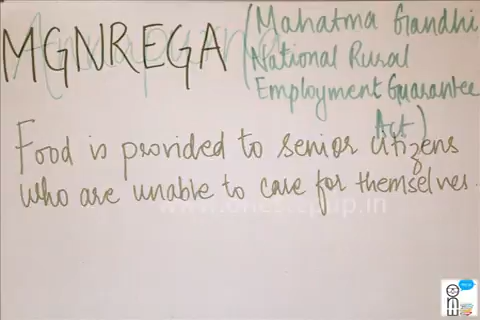 MGNREGA (Mahatma Gandhi
National Rural
Employment Guarantee
Act)
Food is provided to senior citizens
who are unable to care for themselves.